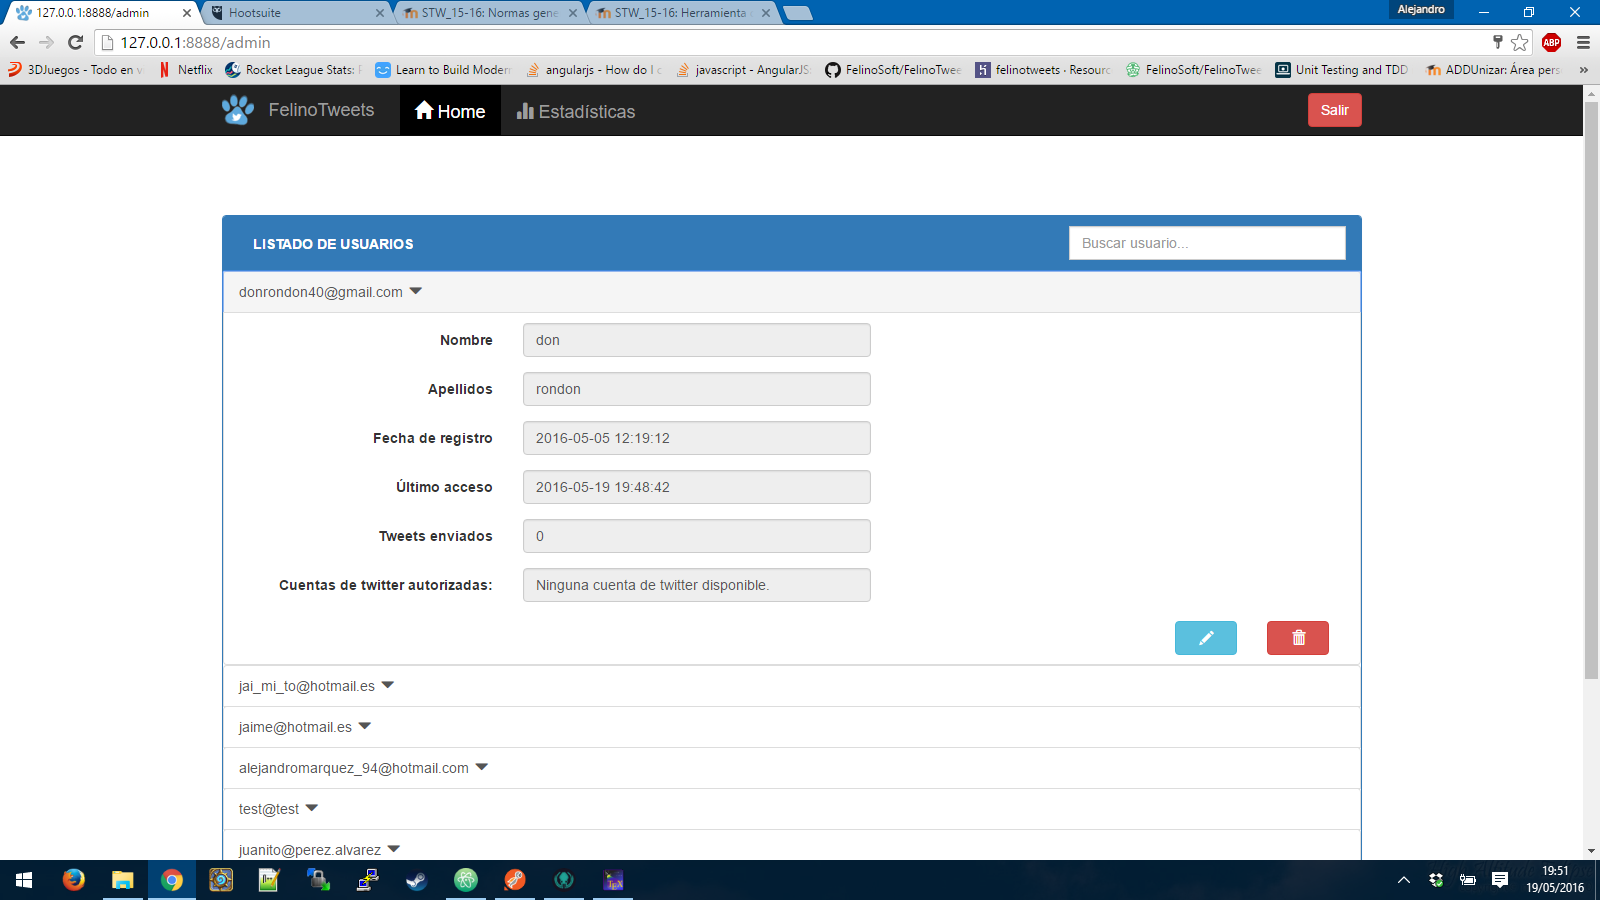 127.0.0.1:8888/admin
Hootsuite
STW_15-16: Normas gene
STW_15-16: Herramienta
Alejandro
127.0.0.1:8888/admin
ABP
3DJuegos - Todo en v
Netflix
Rocket League Stats:
Learn to Build Modern
angularjs - How do I c
javascript - AngularJS
FelinoSoft/FelinoTwee
felinotweets · Resourc
FelinoSoft/FelinoTwee
Unit Testing and TDD
ADDUnizar: Área pers
»
FelinoTweets
Home
Estadísticas
Salir
LISTADO DE USUARIOS
Buscar usuario...
donrondon40@gmail.com
Nombre
don
Apellidos
rondon
Fecha de registro
2016-05-05 12:19:12
Último acceso
2016-05-19 19:48:42
Tweets enviados
0
Cuentas de twitter autorizadas:
Ninguna cuenta de twitter disponible.
jai_mi_to@hotmail.es
jaime@hotmail.es
alejandromarquez_94@hotmail.com
test@test
juanito@perez.alvarez
19:51
19/05/2016